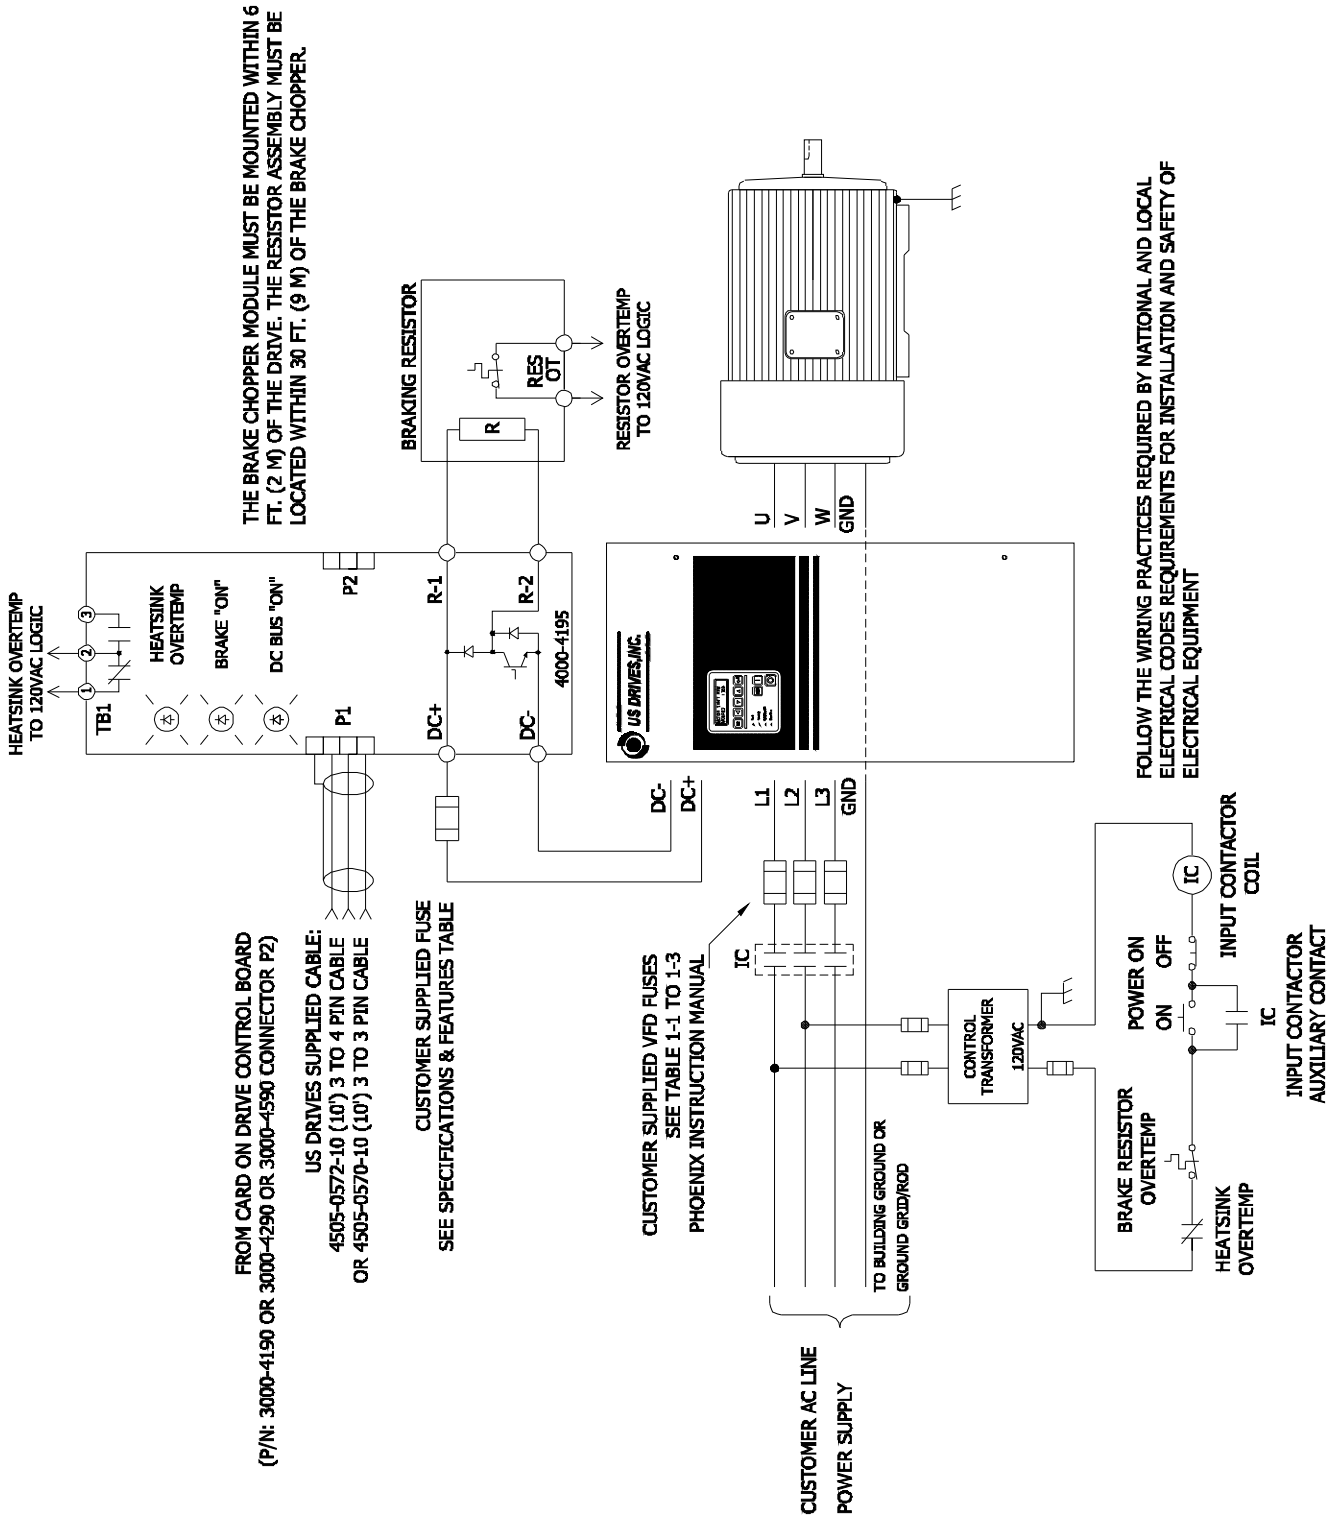 THE BRAKE CHOPPER MODULE MUST BE MOUNTED WITHIN 6
FT. (2 M) OF THE DRIVE. THE RESISTOR ASSEMBLY MUST BE
LOCATED WITHIN 30 FT. (9 M) OF THE BRAKE CHOPPER.
HEATSINK OVERTEMP
TO 120VAC LOGIC
TB1
1
2
3
HEATSINK
OVERTEMP
BRAKE "ON"
DC BUS "ON"
P1
P2
FROM CARD ON DRIVE CONTROL BOARD
(P/N: 3000-4190 OR 3000-4290 OR 3000-4590 CONNECTOR P2)
US DRIVES SUPPLIED CABLE:
4505-0572-10 (10') 3 TO 4 PIN CABLE
OR 4505-0570-10 (10') 3 TO 3 PIN CABLE
DC+
DC-
R-1
R-2
4000-4195
BRAKING RESISTOR
R
RES
OT
RESISTOR OVERTEMP
TO 120VAC LOGIC
CUSTOMER SUPPLIED FUSE
SEE SPECIFICATIONS & FEATURES TABLE
US DRIVES,INC.
DC-
DC+
L1
L2
L3
GND
U
V
W
GND
CUSTOMER SUPPLIED VFD FUSES
SEE TABLE 1-1 TO 1-3
PHOENIX INSTRUCTION MANUAL
IC
CUSTOMER AC LINE
POWER SUPPLY
TO BUILDING GROUND OR
GROUND GRID/ROD
CONTROL
TRANSFORMER
120VAC
BRAKE RESISTOR
OVERTEMP
HEATSINK
OVERTEMP
POWER ON
ON
OFF
IC
INPUT CONTACTOR
AUXILIARY CONTACT
IC
INPUT CONTACTOR
COIL
FOLLOW THE WIRING PRACTICES REQUIRED BY NATIONAL AND LOCAL
ELECTRICAL CODES REQUIREMENTS FOR INSTALLATION AND SAFETY OF
ELECTRICAL EQUIPMENT